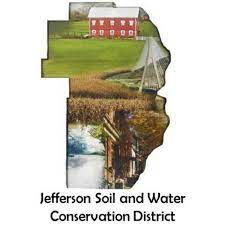 Jefferson Soil and Water
Conservation District